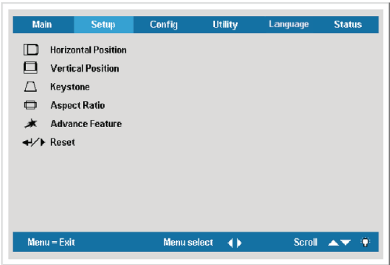 Main Setup Config Utility Language Status
Horizontal Position
Vertical Position
Keystone
Aspect Ratio
Advance Feature
Reset
Menu = Exit Menu select Scroll